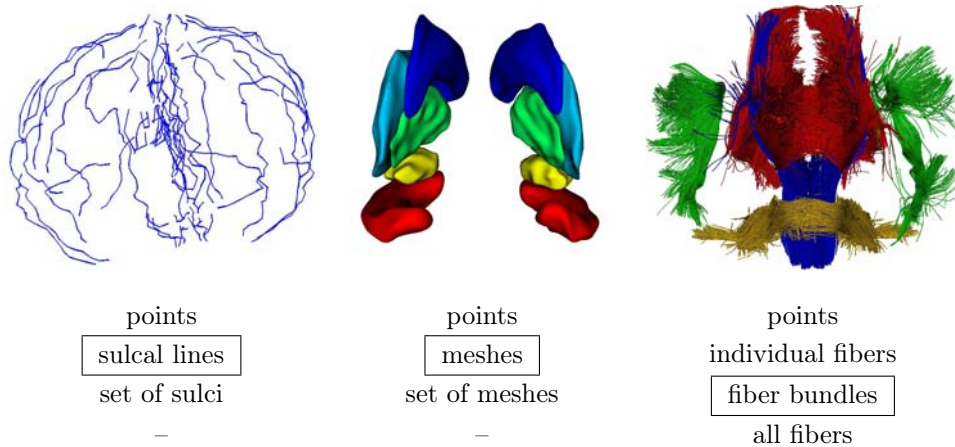 points
sulcal lines
set of sulci
–
points
meshes
set of meshes
–
points
individual fibers
fiber bundles
all fibers